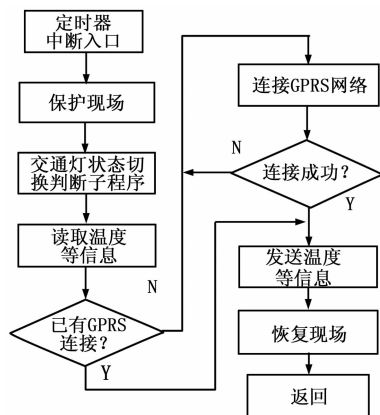 定时器
中断入口
保护现场
交通灯状态切
换判断子程序
读取温度
等信息
N
已有GPRS
连接？
Y
连接GPRS网络
N
连接成功？
Y
发送温度
等信息
恢复现场
返回